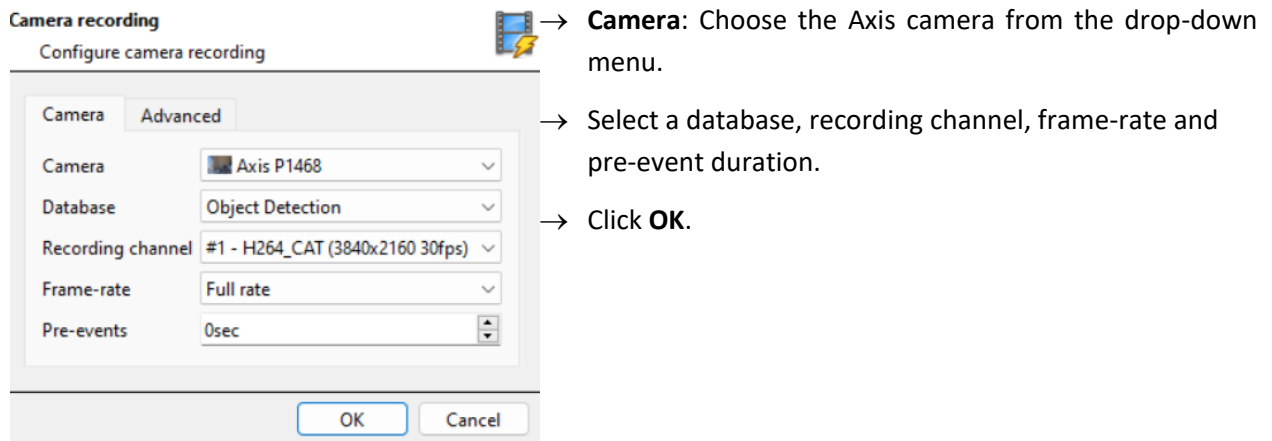 Camera recording
Configure camera recording
Camera Advanced
Camera Axis P1468
Database Object Detection
Recording channel #1 - H264_CAT (3840x2160 30fps)
Frame-rate Full rate
Pre-events 0sec
OK Cancel
→ Camera: Choose the Axis camera from the drop-down
menu.
→ Select a database, recording channel, frame-rate and
pre-event duration.
→ Click OK.